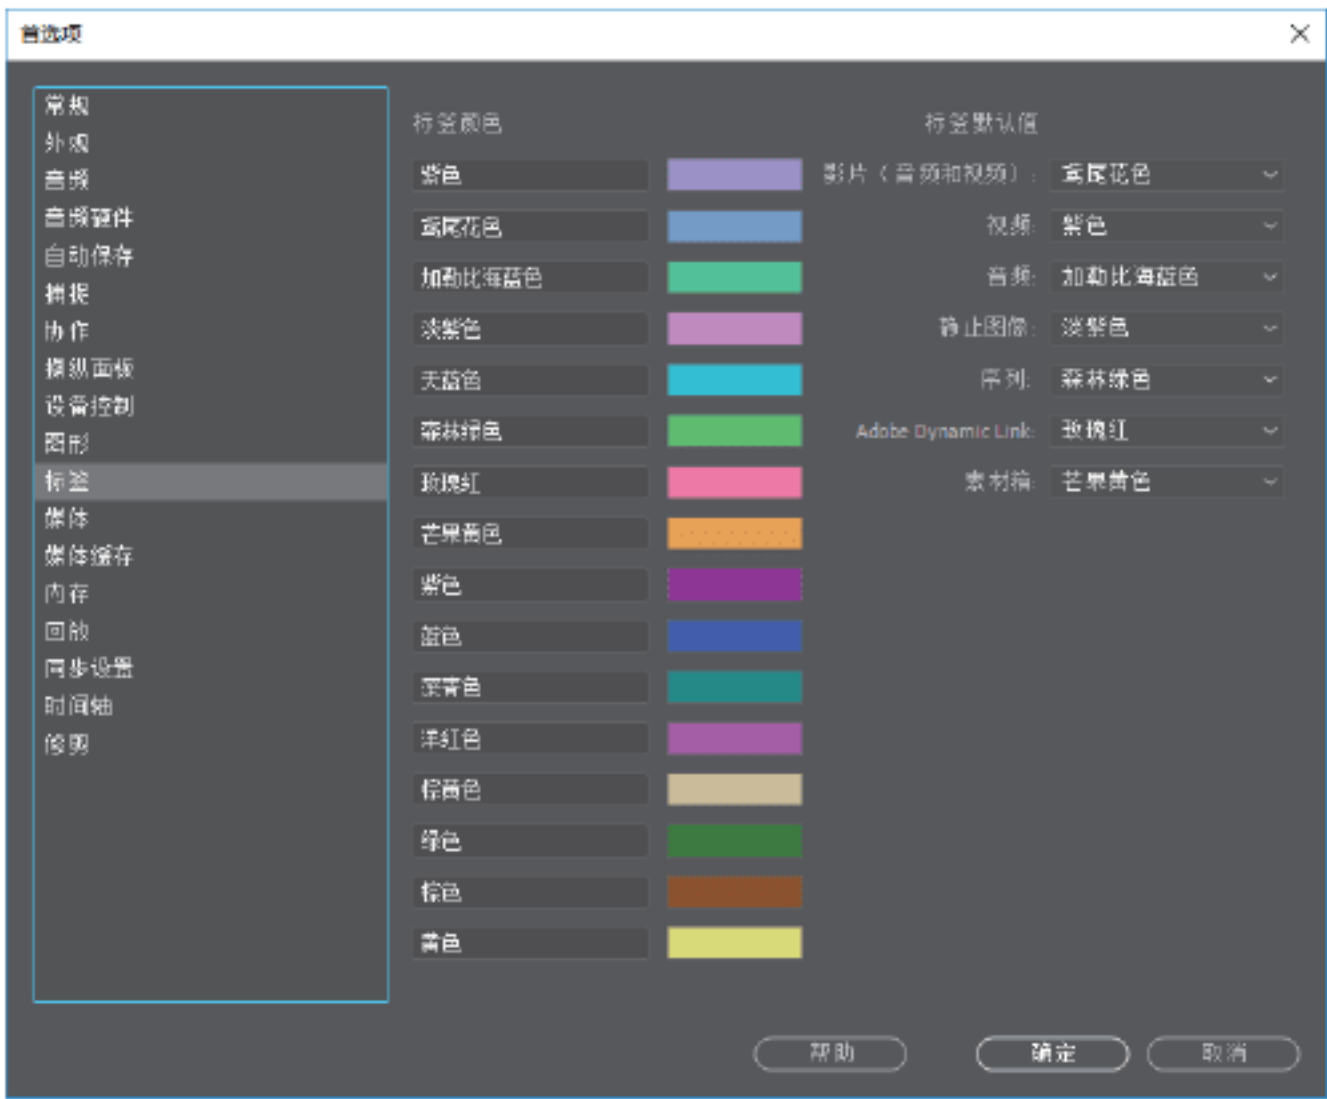 首选项
常规
外观
音频
音频硬件
自动保存
捕捉
协作
操纵面板
设备控制
图形
标签
媒体
媒体缓存
内存
回放
同步设置
时间轴
修剪
标签颜色
紫色
鸢尾花色
加勒比海蓝色
淡紫色
天蓝色
森林绿色
玫瑰红
芒果黄色
紫色
蓝色
深青色
洋红色
棕黄色
绿色
棕色
黄色
标签默认值
影片（音频和视频）: 鸢尾花色
视频: 紫色
音频: 加勒比海蓝色
静止图像: 淡紫色
序列: 森林绿色
Adobe Dynamic Link: 玫瑰红
素材箱: 芒果黄色
帮助
确定
取消